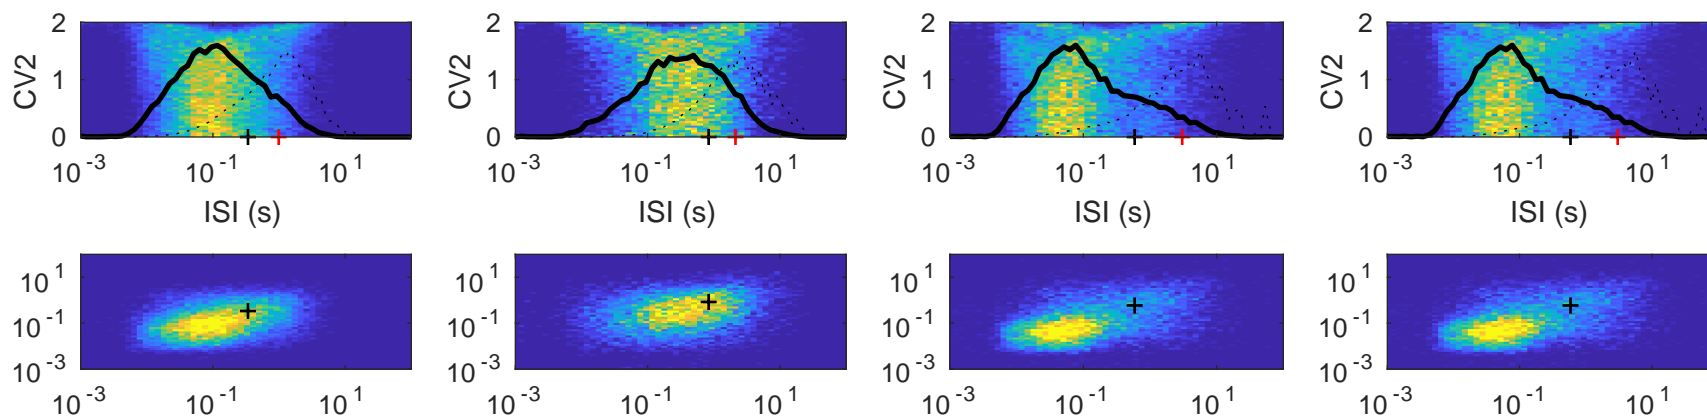 2 2 2 2
CV2 CV2 CV2 CV2
1 1 1 1
0 0 0 0
10^-3 10^-1 10^1 10^-3 10^-1 10^1 10^-3 10^-1 10^1 10^-3 10^-1 10^1
ISI (s) ISI (s) ISI (s) ISI (s)
10^1 10^1 10^1 10^1
10^-1 10^-1 10^-1 10^-1
10^-3 10^-3 10^-3 10^-3
10^-3 10^-1 10^1 10^-3 10^-1 10^1 10^-3 10^-1 10^1 10^-3 10^-1 10^1